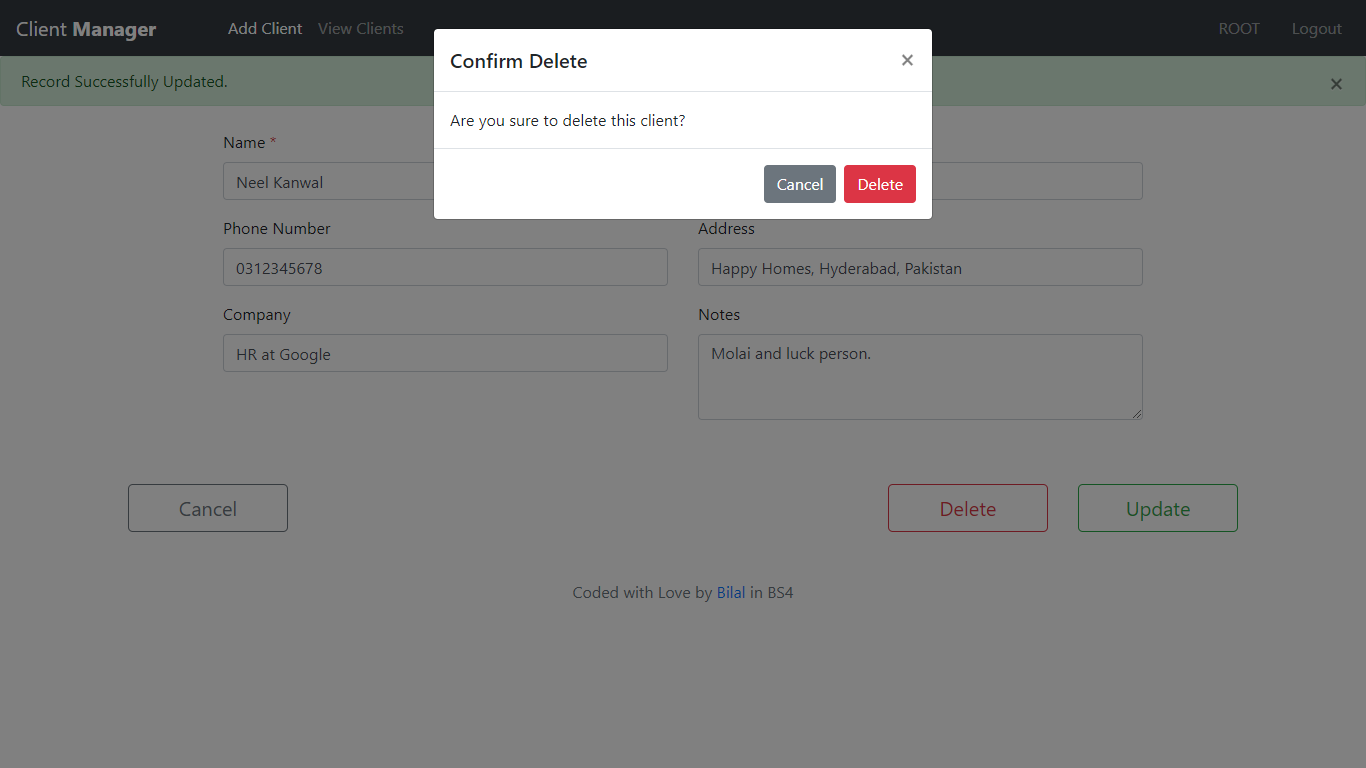 Client Manager
Add Client
View Clients
ROOT
Logout
Record Successfully Updated.
×
Confirm Delete
×
Are you sure to delete this client?
Cancel
Delete
Name *
Neel Kanwal
Phone Number
Address
0312345678
Happy Homes, Hyderabad, Pakistan
Company
Notes
HR at Google
Molai and luck person.
Cancel
Delete
Update
Coded with Love by Bilal in BS4